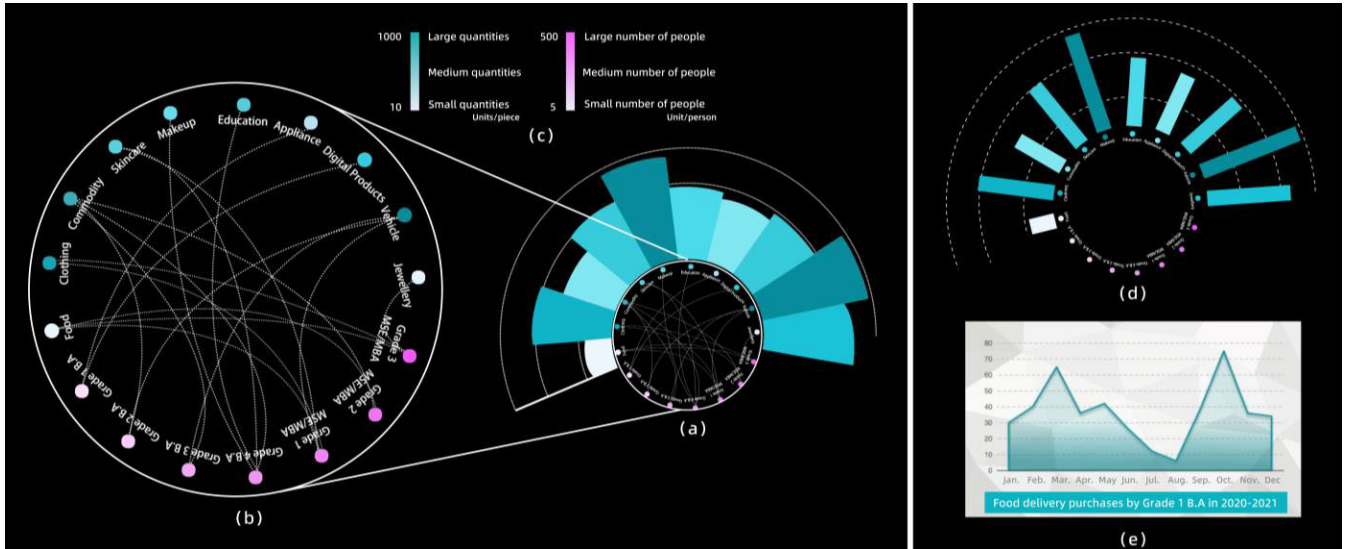 1000
Large quantities
Medium quantities
10
Small quantities
Units/piece
500
Large number of people
Medium number of people
5
Small number of people
Unit/person
(c)
Education
Appliance
Digital Products
Vehicle
Jewellery
Grade 3
MSE/MBA
Grade 2
MSE/MBA
Grade 1
MSE/MBA
Grade 4 B.A
Grade 3 B.A
Grade 2 B.A
Grade 1 B.A
Food
Clothing
Commodity
Skincare
Makeup
(b)
(a)
(d)
80
70
60
50
40
30
20
10
0
Jan. Feb. Mar. Apr. May Jun. Jul. Aug. Sep. Oct. Nov. Dec
Food delivery purchases by Grade 1 B.A in 2020-2021
(e)